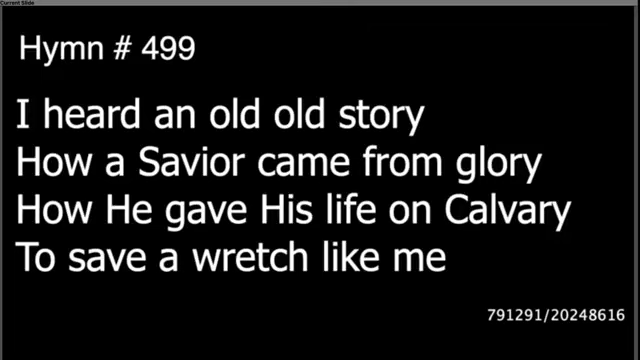 Current Slide
Hymn # 499
I heard an old old story
How a Savior came from glory
How He gave His life on Calvary
To save a wretch like me
791291/20248616